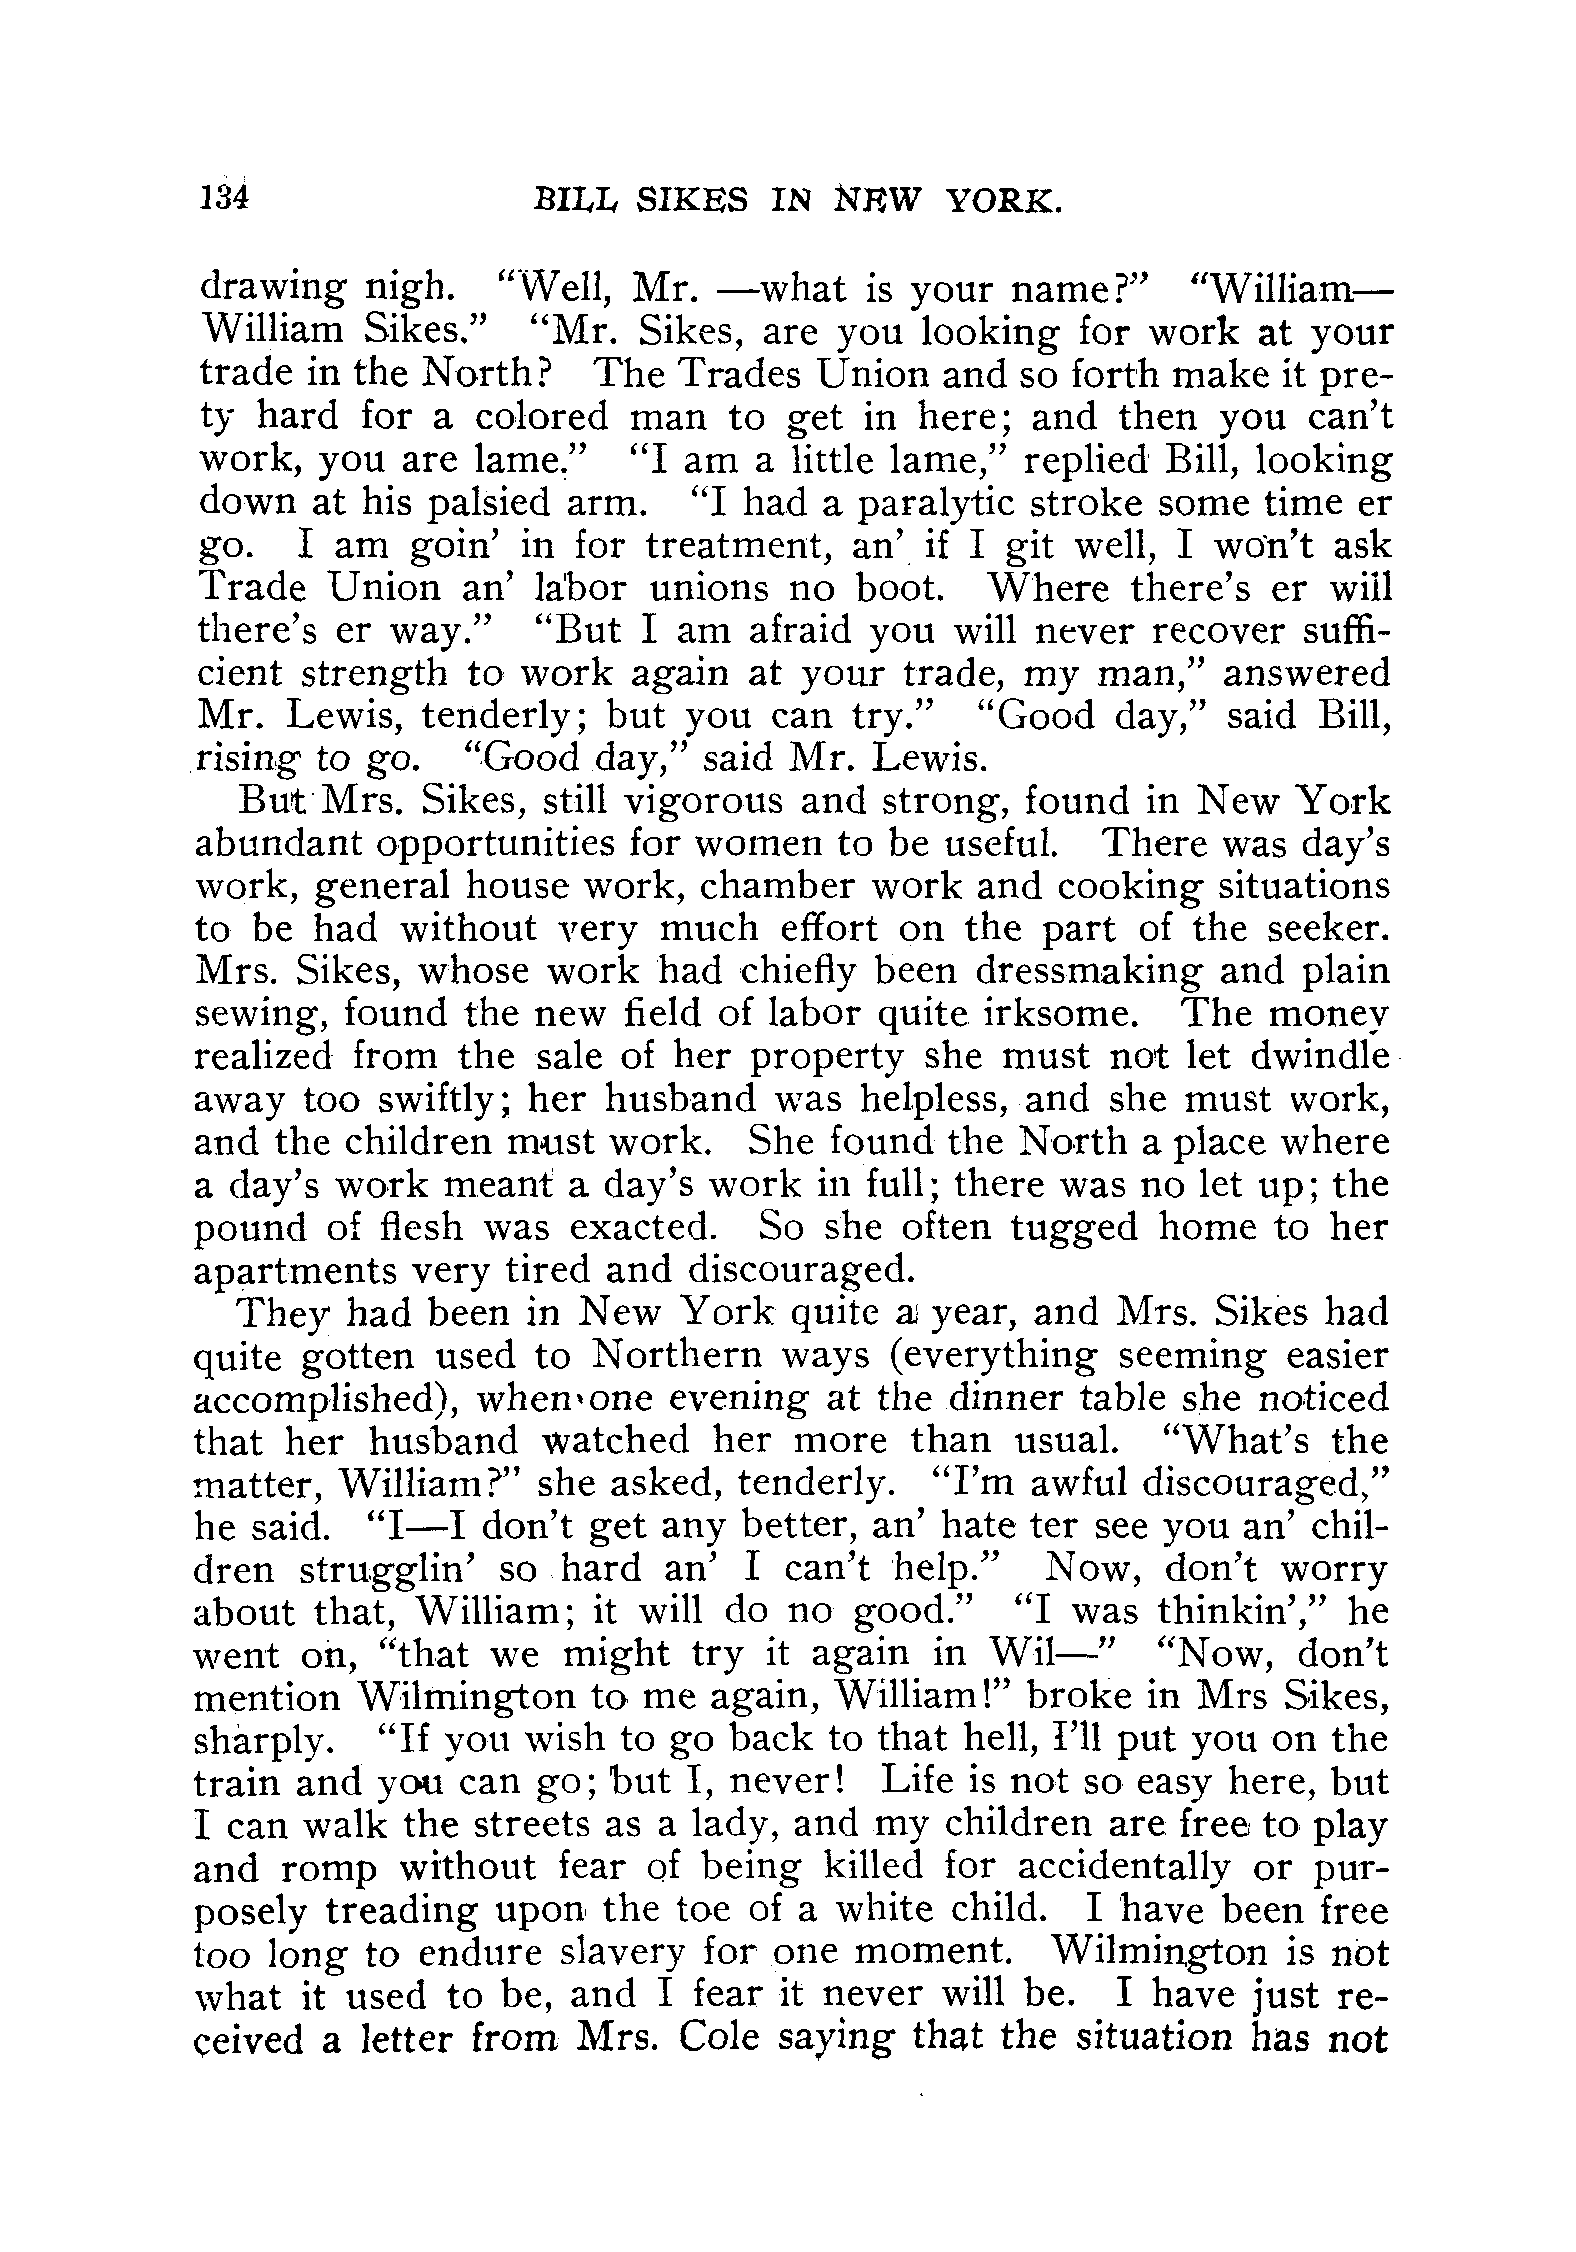 134 BILL SIKES IN NEW YORK.
drawing nigh. "Well, Mr. —what is your name?" "William—
William Sikes." "Mr. Sikes, are you looking for work at your
trade in the North? The Trades Union and so forth make it pre-
ty hard for a colored man to get in here; and then you can't
work, you are lame." "I am a little lame," replied Bill, looking
down at his palsied arm. "I had a paralytic stroke some time er
go. I am goin' in for treatment, an' if I git well, I won't ask
Trade Union an' labor unions no boot. Where there's er will
there's er way." "But I am afraid you will never recover suffi-
cient strength to work again at your trade, my man," answered
Mr. Lewis, tenderly; but you can try." "Good day," said Bill,
rising to go. "Good day," said Mr. Lewis.
But Mrs. Sikes, still vigorous and strong, found in New York
abundant opportunities for women to be useful. There was day's
work, general house work, chamber work and cooking situations
to be had without very much effort on the part of the seeker.
Mrs. Sikes, whose work had chiefly been dressmaking and plain
sewing, found the new field of labor quite irksome. The money
realized from the sale of her property she must not let dwindle
away too swiftly; her husband was helpless, and she must work,
and the children must work. She found the North a place where
a day's work meant a day's work in full; there was no let up; the
pound of flesh was exacted. So she often tugged home to her
apartments very tired and discouraged.
They had been in New York quite a year, and Mrs. Sikes had
quite gotten used to Northern ways (everything seeming easier
accomplished), when one evening at the dinner table she noticed
that her husband watched her more than usual. "What's the
matter, William?" she asked, tenderly. "I'm awful discouraged,"
he said. "I—I don't get any better, an' hate ter see you an' chil-
dren strugglin' so hard an' I can't help." Now, don't worry
about that, William; it will do no good." "I was thinkin'," he
went on, "that we might try it again in Wil—" "Now, don't
mention Wilmington to me again, William!" broke in Mrs Sikes,
sharply. "If you wish to go back to that hell, I'll put you on the
train and you can go; but I, never! Life is not so easy here, but
I can walk the streets as a lady, and my children are free to play
and romp without fear of being killed for accidentally or pur-
posely treading upon the toe of a white child. I have been free
too long to endure slavery for one moment. Wilmington is not
what it used to be, and I fear it never will be. I have just re-
ceived a letter from Mrs. Cole saying that the situation has not